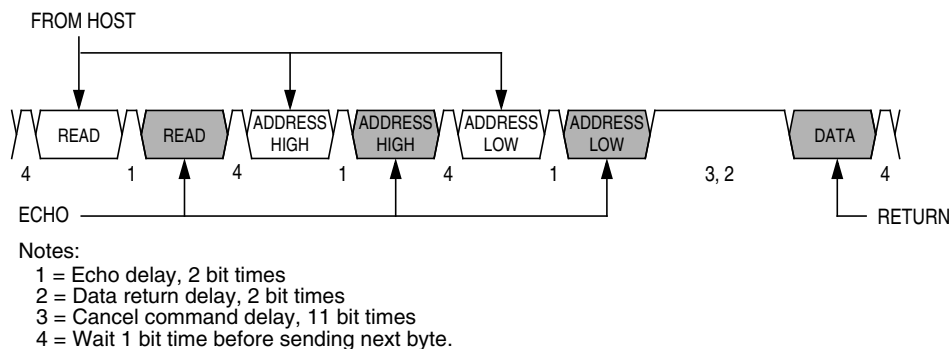 FROM HOST
READ READ ADDRESS HIGH ADDRESS HIGH ADDRESS LOW ADDRESS LOW DATA
4 1 4 1 4 1 3, 2 4
ECHO RETURN
Notes:
1 = Echo delay, 2 bit times
2 = Data return delay, 2 bit times
3 = Cancel command delay, 11 bit times
4 = Wait 1 bit time before sending next byte.